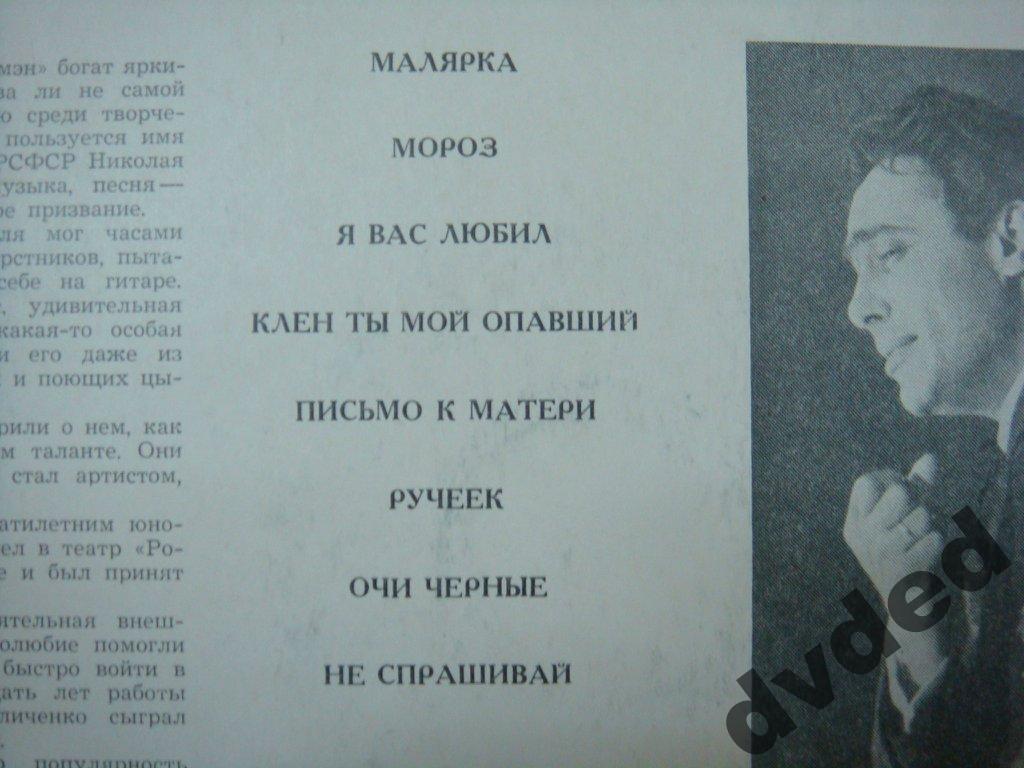 мэн» богат ярки-
ва ли не самой
ю среди творче-
пользуется имя
РСФСР Николая
узыка, песня —
ое призвание.
ля мог часами
рстников, пыта-
себе на гитаре.
удивительная
какая-то особая
и его даже из
и поющих цы-
рили о нем, как
м таланте. Они
стал артистом,
атилетним юно-
ел в театр «Ро-
е и был принят
ятельная внеш-
олюбие помогли
быстро войти в
дать лет работы
личенко сыграл
популярность
МАЛЯРКА
МОРОЗ
Я ВАС ЛЮБИЛ
КЛЕН ТЫ МОЙ ОПАВШИЙ
ПИСЬМО К МАТЕРИ
РУЧЕЕК
ОЧИ ЧЕРНЫЕ
НЕ СПРАШИВАЙ
dvded